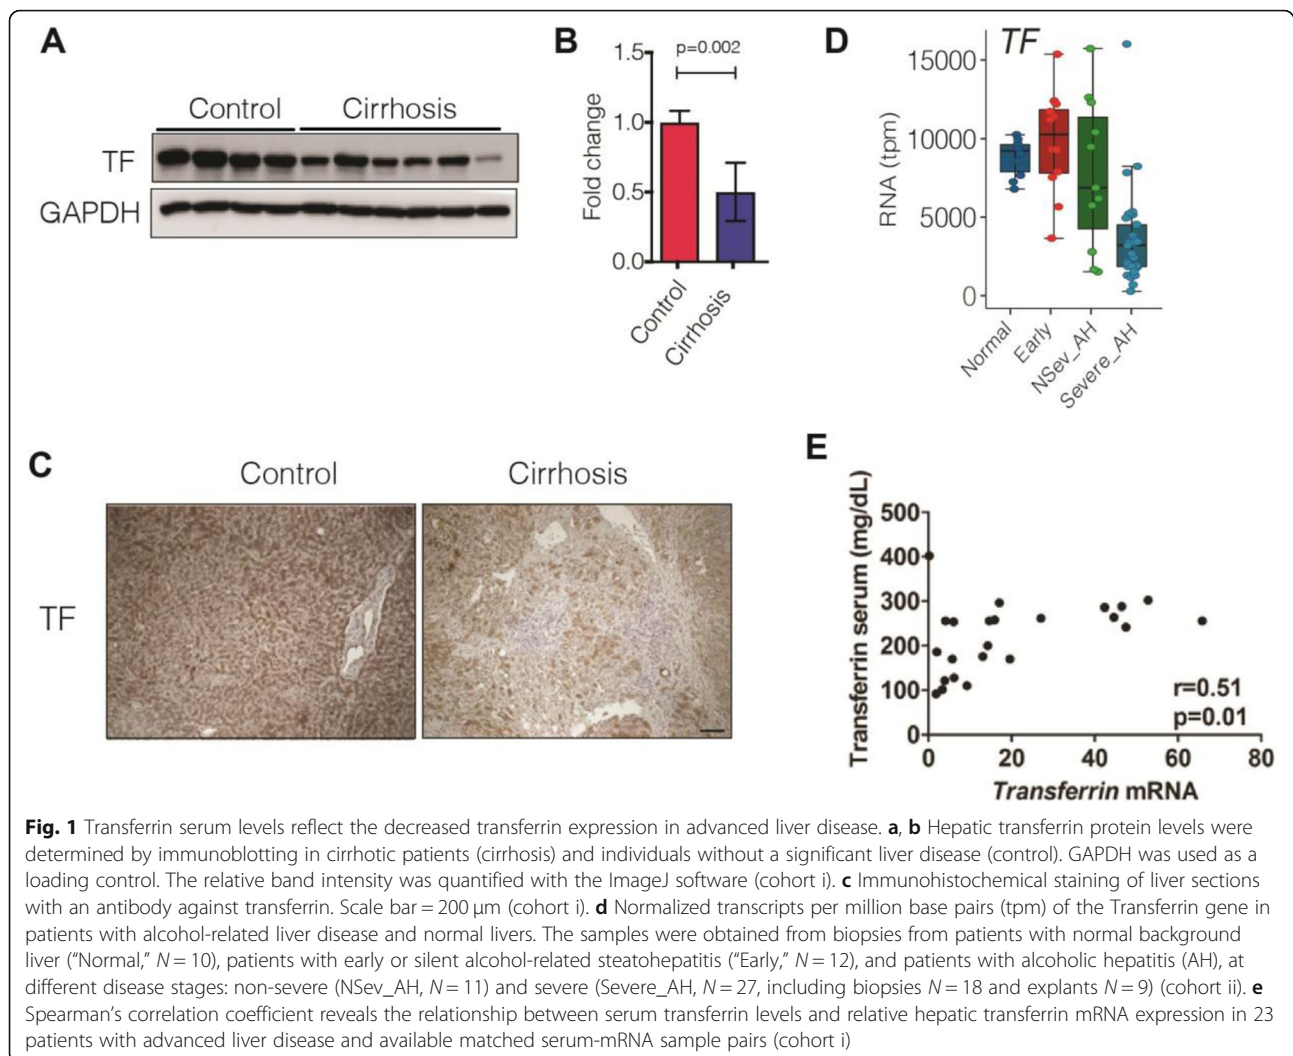 A
Control Cirrhosis
TF
GAPDH
B
p=0.002
1.5
1.0
0.5
0.0
Fold change
Control
Cirrhosis
D
TF
15000
10000
5000
0
RNA (tpm)
Normal
Early
NSev_AH
Severe_AH
C
Control Cirrhosis
TF
E
500
400
300
200
100
0
Transferrin serum (mg/dL)
r=0.51
p=0.01
0 20 40 60 80
Transferrin mRNA
Fig. 1 Transferrin serum levels reflect the decreased transferrin expression in advanced liver disease. a, b Hepatic transferrin protein levels were
determined by immunoblotting in cirrhotic patients (cirrhosis) and individuals without a significant liver disease (control). GAPDH was used as a
loading control. The relative band intensity was quantified with the ImageJ software (cohort i). c Immunohistochemical staining of liver sections
with an antibody against transferrin. Scale bar = 200 μm (cohort i). d Normalized transcripts per million base pairs (tpm) of the Transferrin gene in
patients with alcohol-related liver disease and normal livers. The samples were obtained from biopsies from patients with normal background
liver (“Normal,” N = 10), patients with early or silent alcohol-related steatohepatitis (“Early,” N = 12), and patients with alcoholic hepatitis (AH), at
different disease stages: non-severe (NSev_AH, N = 11) and severe (Severe_AH, N = 27, including biopsies N = 18 and explants N = 9) (cohort ii). e
Spearman’s correlation coefficient reveals the relationship between serum transferrin levels and relative hepatic transferrin mRNA expression in 23
patients with advanced liver disease and available matched serum-mRNA sample pairs (cohort i)